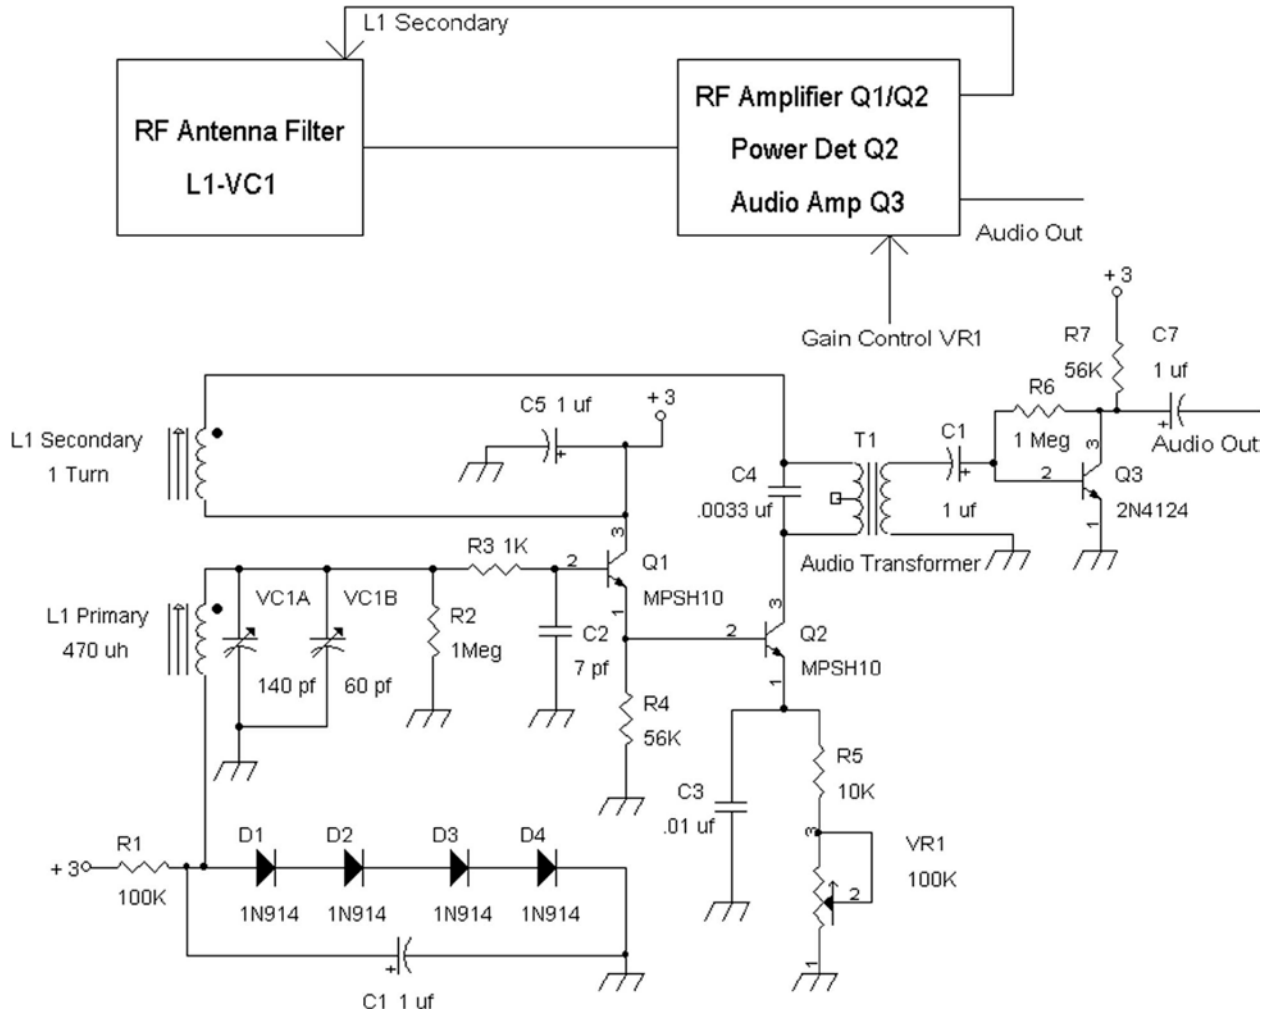 L1 Secondary
RF Antenna Filter
L1-VC1
RF Amplifier Q1/Q2
Power Det Q2
Audio Amp Q3
Audio Out
Gain Control VR1
+ 3
R7
56K
C7
1 uf
R6
1 Meg
Audio Out
3
2
1
Q3
2N4124
C5 1 uf
+
+ 3
L1 Secondary
1 Turn
C4
.0033 uf
T1
Audio Transformer
C1
+
1 uf
+
R3 1K
3
2
1
Q1
MPSH10
L1 Primary
470 uh
VC1A
140 pf
VC1B
60 pf
R2
1Meg
C2
7 pf
R4
56K
3
2
1
Q2
MPSH10
C3
.01 uf
R5
10K
3
2
1
VR1
100K
+ 3
R1
100K
D1
1N914
D2
1N914
D3
1N914
D4
1N914
+
C1 1 uf